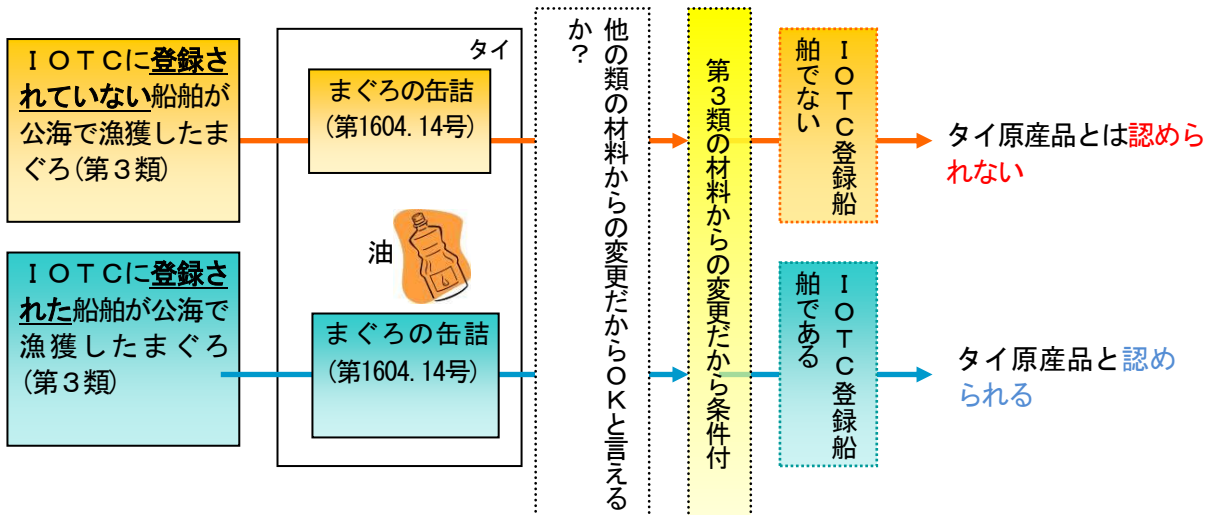 ＩＯＴＣに登録さ
れていない船舶が
公海で漁獲したま
ぐろ(第３類)
ＩＯＴＣに登録さ
れた船舶が公海で
漁獲したまぐろ
(第３類)
タイ
まぐろの缶詰
(第1604.14号)
油
まぐろの缶詰
(第1604.14号)
他の類の材料からの変更だからＯＫと言える
か？
第３類の材料からの変更だから条件付
ＩＯＴＣ登録船
舶でない
ＩＯＴＣ登録船
舶である
タイ原産品とは認めら
れない
タイ原産品と認め
られる